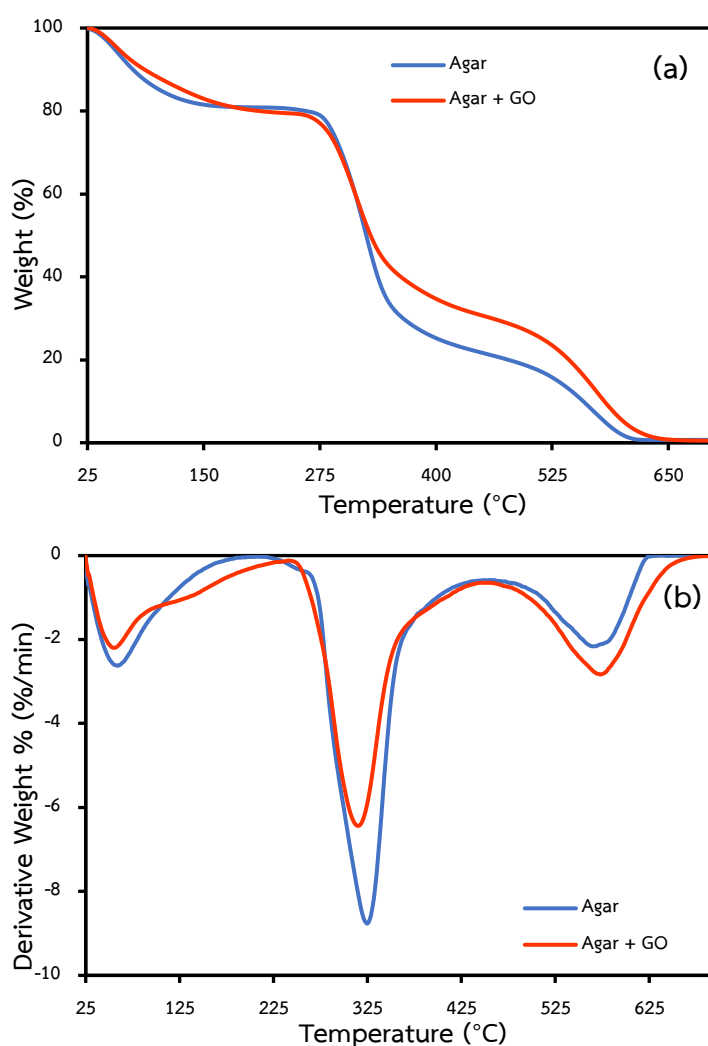 100
80
60
40
20
0
Weight (%)
Agar
Agar + GO
(a)
25 150 275 400 525 650
Temperature (°C)
0
-2
-4
-6
-8
-10
Derivative Weight % (%/min)
(b)
Agar
Agar + GO
25 125 225 325 425 525 625
Temperature (°C)